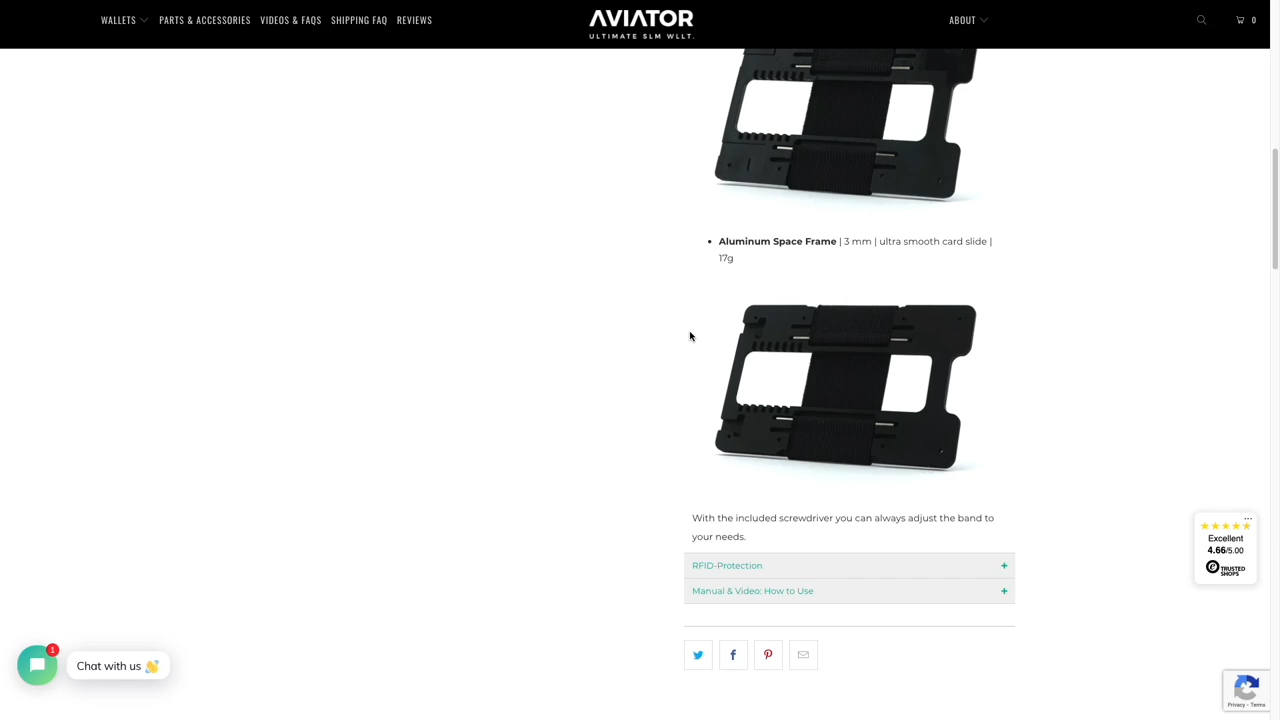 WALLETS PARTS & ACCESSORIES VIDEOS & FAQS SHIPPING FAQ REVIEWS
AVIATOR
ULTIMATE SLM WLLT.
ABOUT
0
Aluminum Space Frame | 3 mm | ultra smooth card slide |
17g
With the included screwdriver you can always adjust the band to
your needs.
RFID-Protection +
Manual & Video: How to Use +
Excellent
4.66/5.00
TRUSTED
SHOPS
1
Chat with us 👋
Privacy - Terms